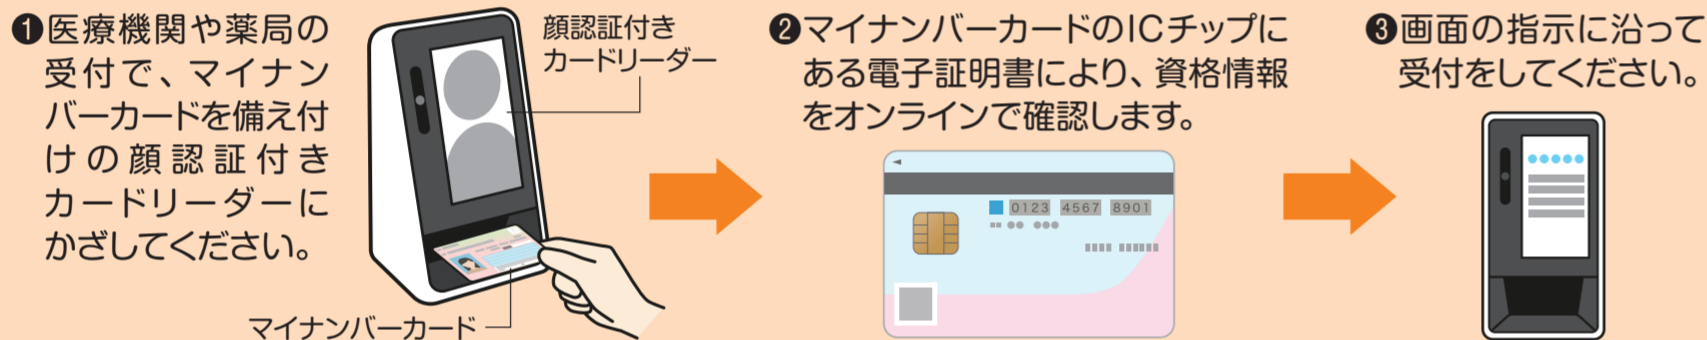 ❶医療機関や薬局の
受付で、マイナン
バーカードを備え付
けの顔認証付き
カードリーダーに
かざしてください。
顔認証付き
カードリーダー
マイナンバーカード
❷マイナンバーカードのICチップに
ある電子証明書により、資格情報
をオンラインで確認します。
0123 4567 8901
❸画面の指示に沿って
受付をしてください。